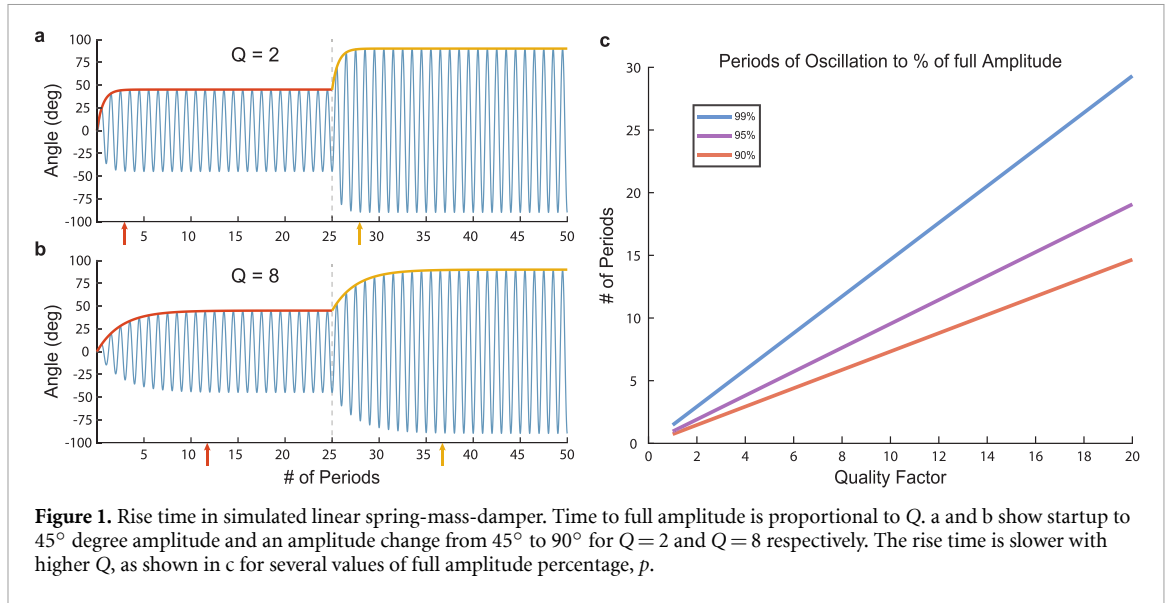 a
100
75
50
25
0
-25
-50
-75
-100
Angle (deg)
Q = 2
5 10 15 20 25 30 35 40 45 50
b
100
75
50
25
0
-25
-50
-75
-100
Angle (deg)
Q = 8
5 10 15 20 25 30 35 40 45 50
# of Periods
c
Periods of Oscillation to % of full Amplitude
30
25
20
15
10
5
0
# of Periods
99%
95%
90%
0 2 4 6 8 10 12 14 16 18 20
Quality Factor
Figure 1. Rise time in simulated linear spring-mass-damper. Time to full amplitude is proportional to Q. a and b show startup to
45° degree amplitude and an amplitude change from 45° to 90° for Q = 2 and Q = 8 respectively. The rise time is slower with
higher Q, as shown in c for several values of full amplitude percentage, p.